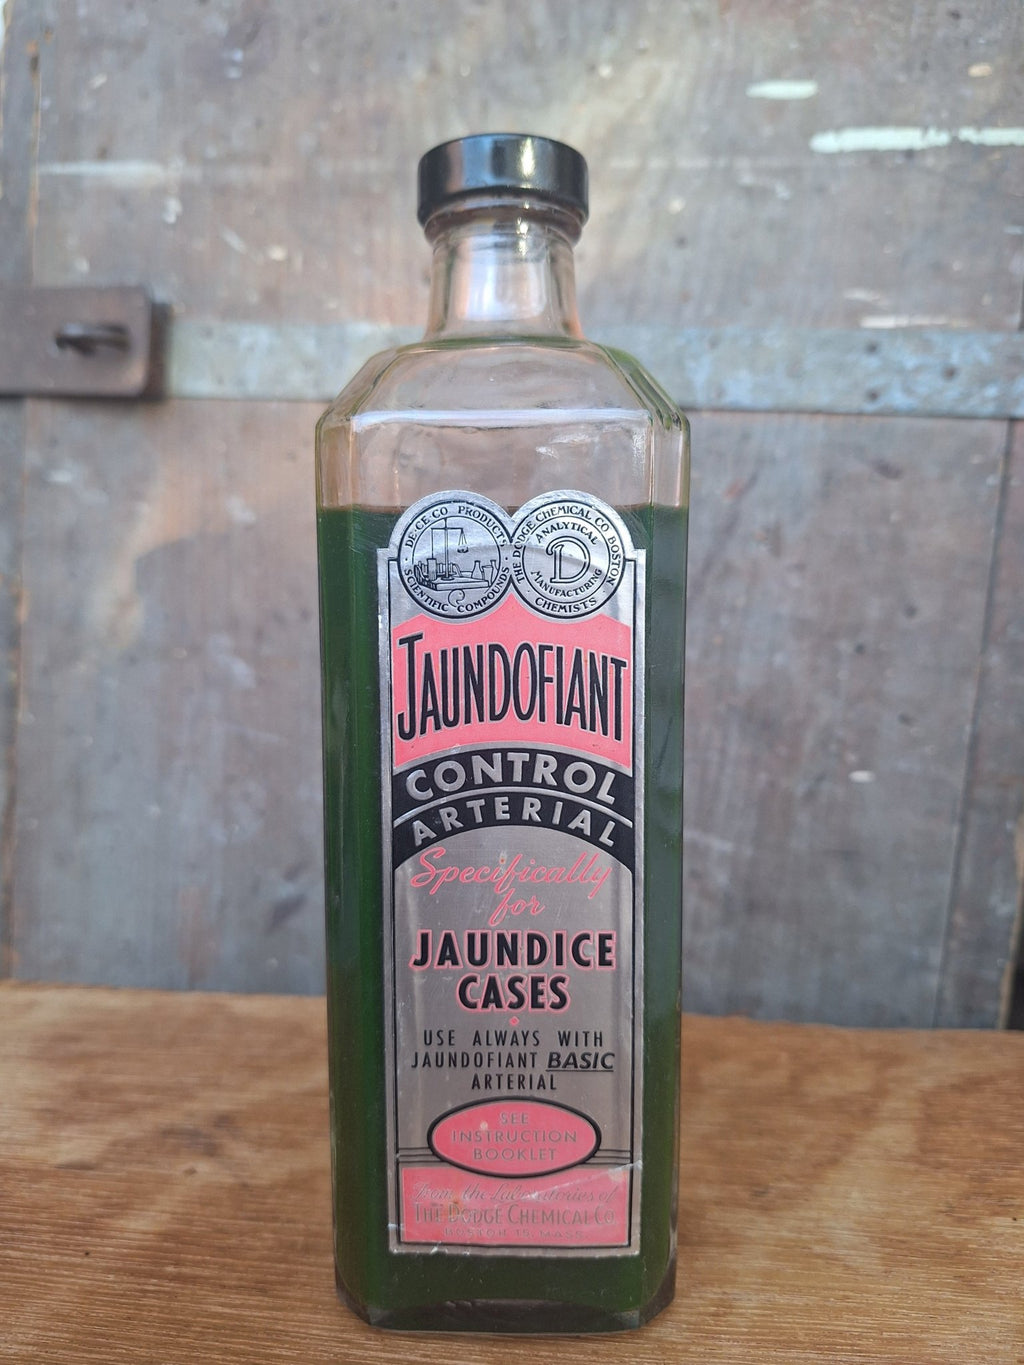 DE-CE-CO PRODUCTS
SCIENTIFIC COMPOUNDS
THE DODGE CHEMICAL CO BOSTON
ANALYTICAL
D
MANUFACTURING
CHEMISTS
JAUNDOFIANT
CONTROL
ARTERIAL
Specifically
for
JAUNDICE
CASES
USE ALWAYS WITH
JAUNDOFIANT BASIC
ARTERIAL
SEE
INSTRUCTION
BOOKLET
From the Laboratories of
THE DODGE CHEMICAL CO
BOSTON 15, MASS.